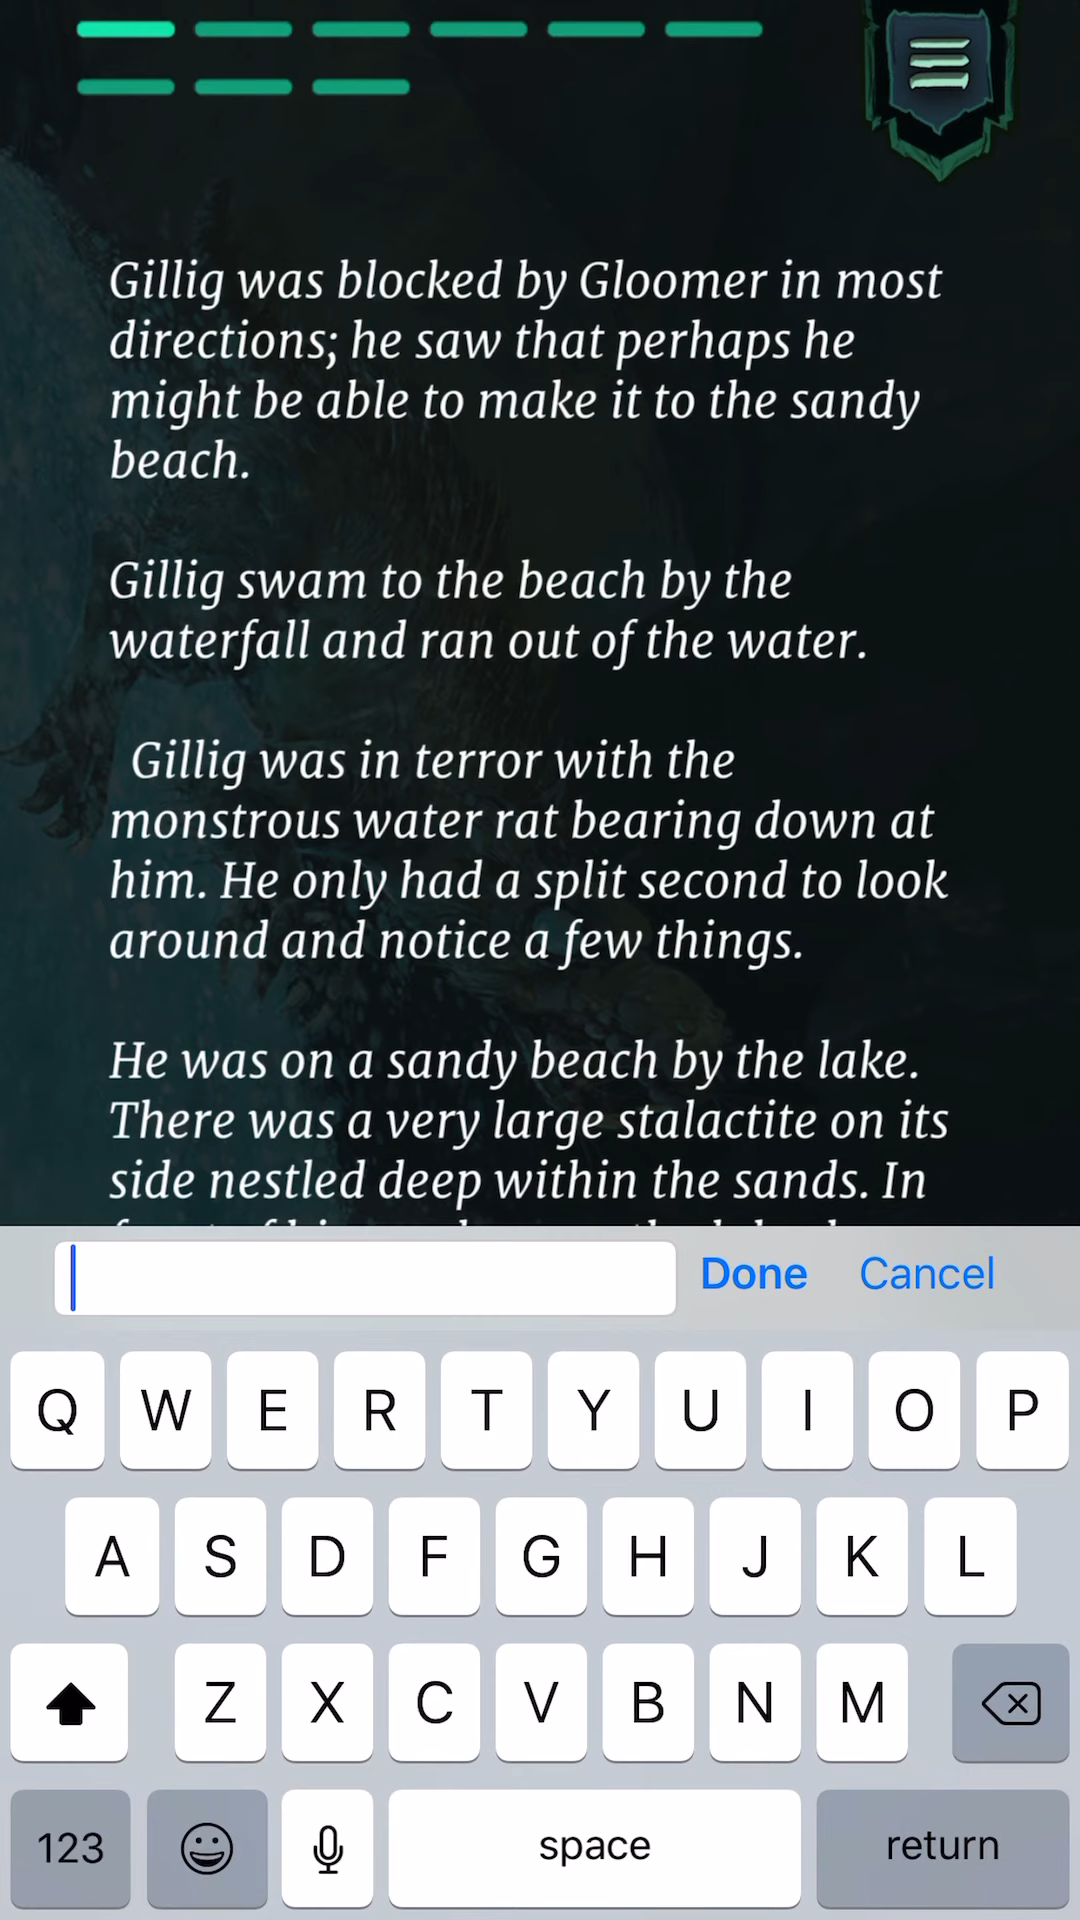 Gillig was blocked by Gloomer in most
directions; he saw that perhaps he
might be able to make it to the sandy
beach.
Gillig swam to the beach by the
waterfall and ran out of the water.
Gillig was in terror with the
monstrous water rat bearing down at
him. He only had a split second to look
around and notice a few things.
He was on a sandy beach by the lake.
There was a very large stalactite on its
side nestled deep within the sands. In
Done Cancel
Q W E R T Y U I O P
A S D F G H J K L
Z X C V B N M
123 space return